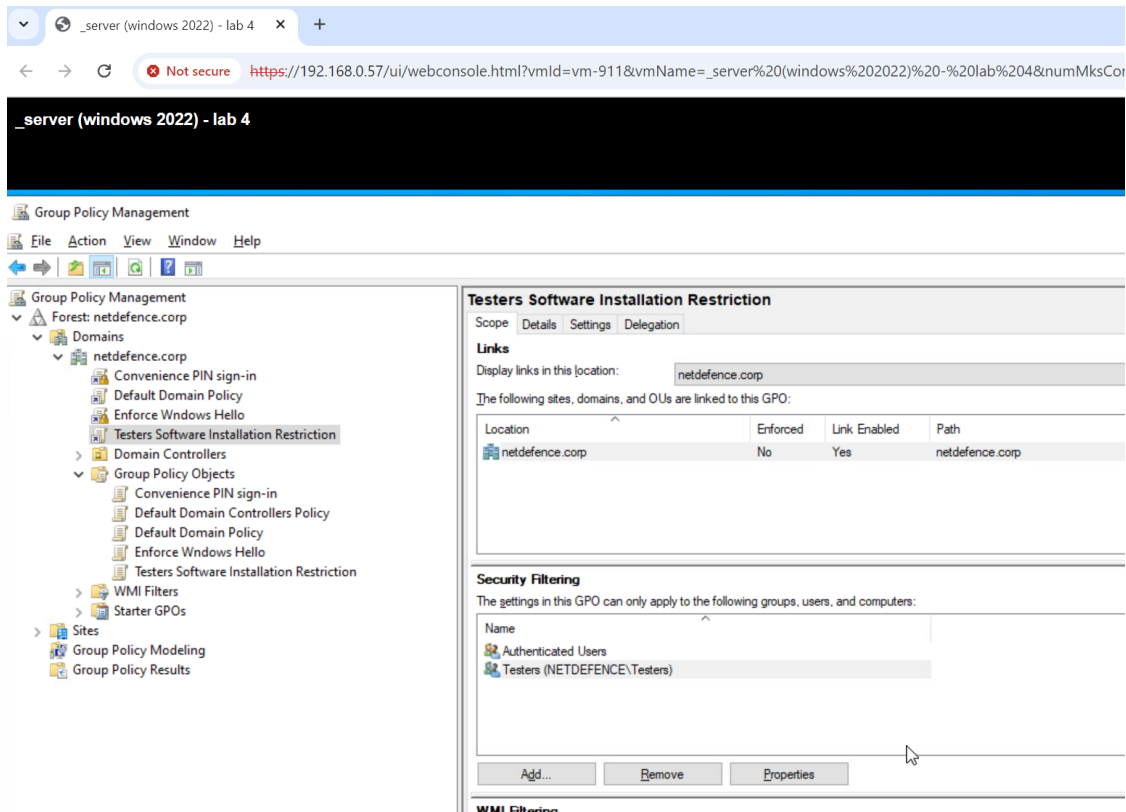 _server (windows 2022) - lab 4
Not secure https://192.168.0.57/ui/webconsole.html?vmId=vm-911&vmName=_server%20(windows%202022)%20-%20lab%204&numMksCor
_server (windows 2022) - lab 4
Group Policy Management
File Action View Window Help
Group Policy Management
Forest: netdefence.corp
Domains
netdefence.corp
Convenience PIN sign-in
Default Domain Policy
Enforce Wndows Hello
Testers Software Installation Restriction
Domain Controllers
Group Policy Objects
Convenience PIN sign-in
Default Domain Controllers Policy
Default Domain Policy
Enforce Wndows Hello
Testers Software Installation Restriction
WMI Filters
Starter GPOs
Sites
Group Policy Modeling
Group Policy Results
Testers Software Installation Restriction
Scope Details Settings Delegation
Links
Display links in this location: netdefence.corp
The following sites, domains, and OUs are linked to this GPO:
Location Enforced Link Enabled Path
netdefence.corp No Yes netdefence.corp
Security Filtering
The settings in this GPO can only apply to the following groups, users, and computers:
Name
Authenticated Users
Testers (NETDEFENCE\Testers)
Add... Remove Properties
WMI Filtering